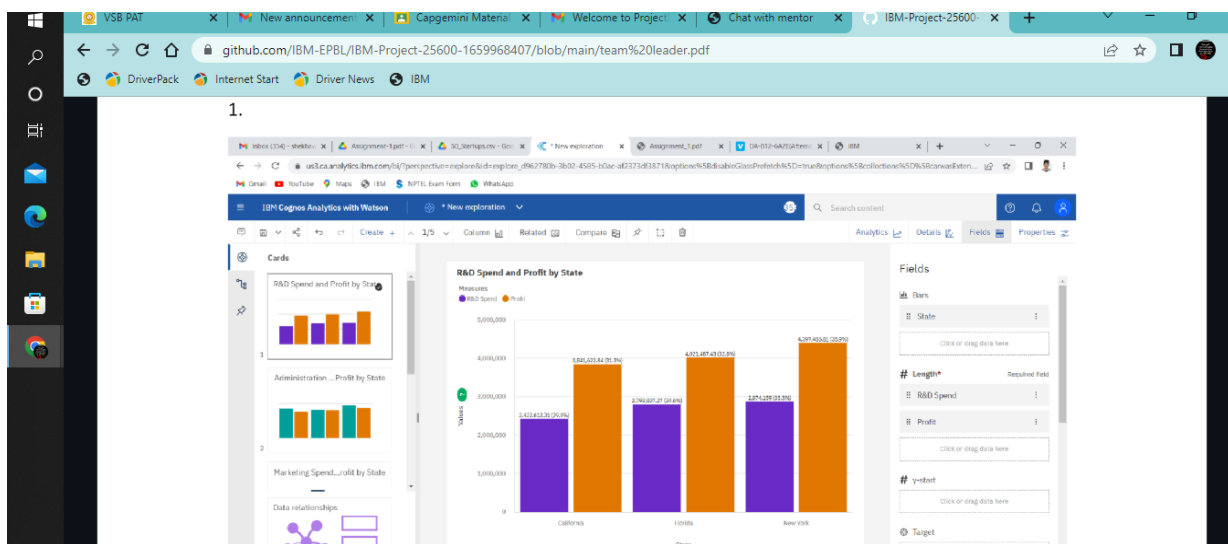 VSB PAT
New announcement
Capgemini Material
Welcome to Project
Chat with mentor
IBM-Project-25600-
github.com/IBM-EPBL/IBM-Project-25600-1659968407/blob/main/team%20leader.pdf
DriverPack
Internet Start
Driver News
IBM
1.
Assignment-1.pdf
50_Startups.csv - Goo
* New exploration
Assignment_1.pdf
IBM
Gmail
YouTube
Maps
IBM
NPTEL Exam Form
WhatsApp
IBM Cognos Analytics with Watson
* New exploration
Search content
Create +
1/5
Column
Related
Compare
Analytics
Details
Fields
Properties
Cards
R&D Spend and Profit by State
1
Administration ...Profit by State
2
Marketing Spend...rofit by State
Data relationships
R&D Spend and Profit by State
Measures
R&D Spend
Profit
Values
5,000,000
4,000,000
3,000,000
2,000,000
1,000,000
0
California
Florida
New York
Fields
Bars
State
Click or drag data here
# Length*
Required field
R&D Spend
Profit
Click or drag data here
# y-start
Click or drag data here
Target